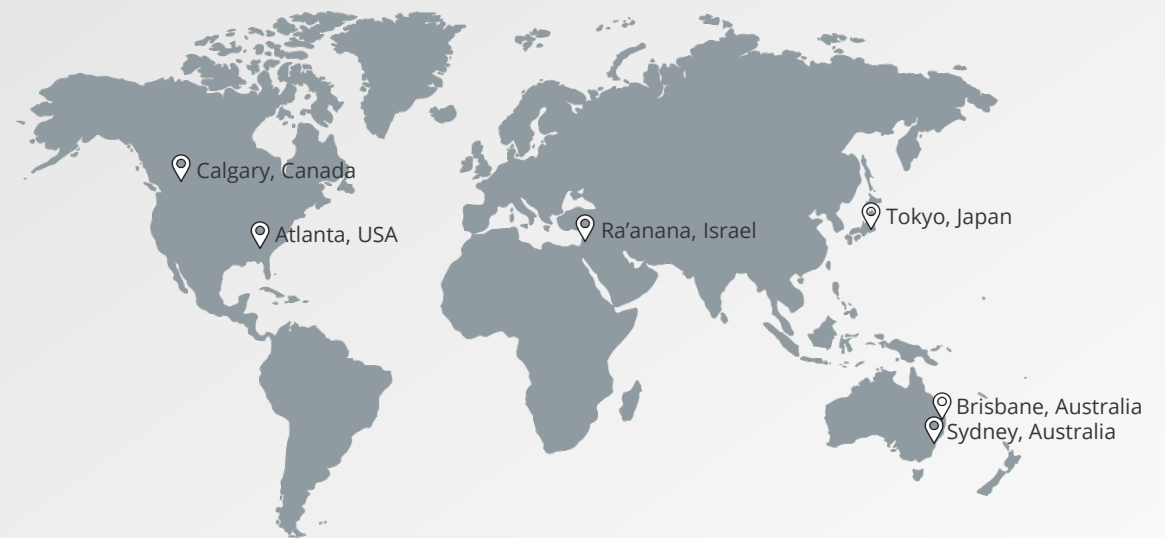 Calgary, Canada
Tokyo, Japan
Ra’anana, Israel
Atlanta, USA
Brisbane, Australia
Sydney, Australia